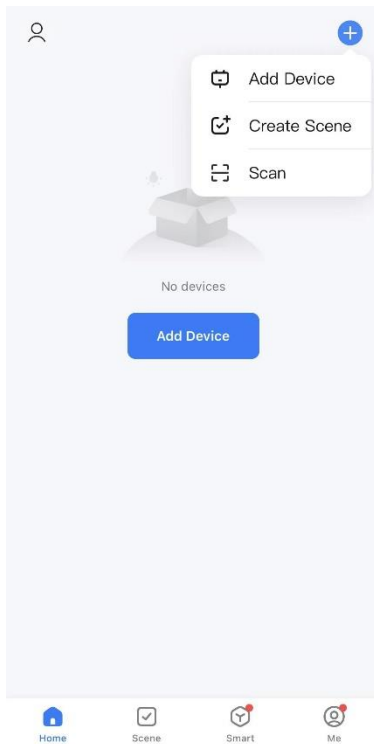 Add Device
Create Scene
Scan
No devices
Add Device
Home
Scene
Smart
Me